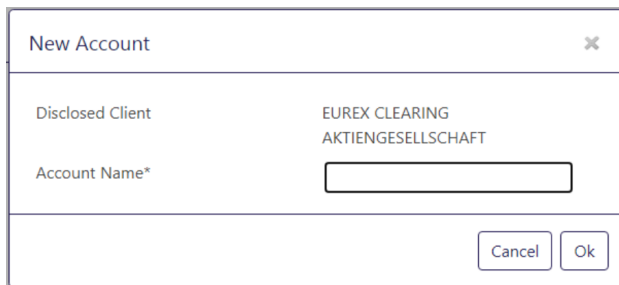 New Account
Disclosed Client
EUREX CLEARING
AKTIENGESELLSCHAFT
Account Name*
Cancel
Ok